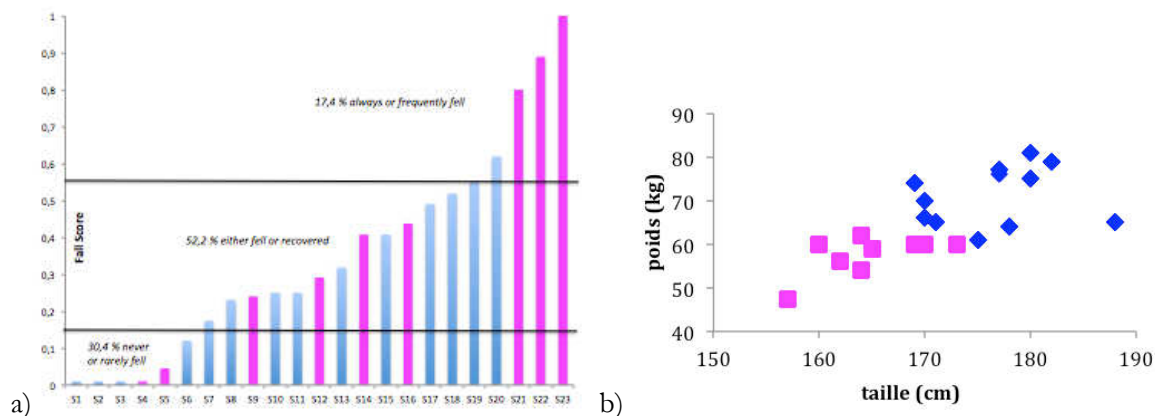 1
0,9
0,8
0,7
0,6
0,5
0,4
0,3
0,2
0,1
0
Fall Score
17,4 % always or frequently fell
52,2 % either fell or recovered
30,4 % never
or rarely fell
S1 S2 S3 S4 S5 S6 S7 S8 S9 S10 S11 S12 S13 S14 S15 S16 S17 S18 S19 S20 S21 S22 S23
a)
90
80
70
60
50
40
poids (kg)
150 160 170 180 190
taille (cm)
b)